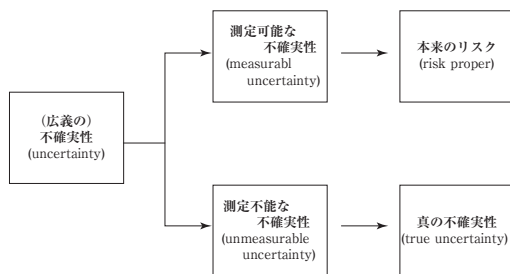 (広義の)
不確実性
(uncertainty)
測定可能な
不確実性
(measurabl
uncertainty)
本来のリスク
(risk proper)
測定不能な
不確実性
(unmeasurable
uncertainty)
真の不確実性
(true uncertainty)